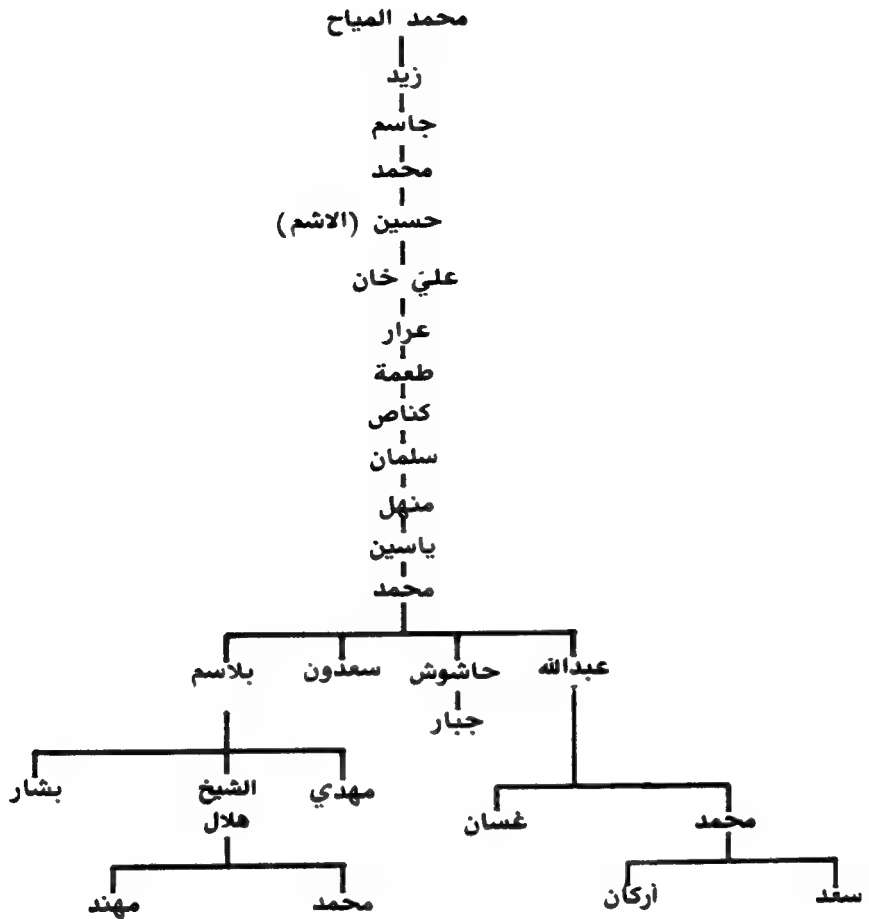 محمد المياح
زيد
جاسم
محمد
حسين (الاشم)
عليّ خان
عرار
طعمة
كناص
سلمان
منهل
ياسين
محمد
عبدالله حاشوش سعدون بلاسم
جبار
مهدي الشيخ بشار
هلال
محمد غسان
سعد أركان
محمد مهند